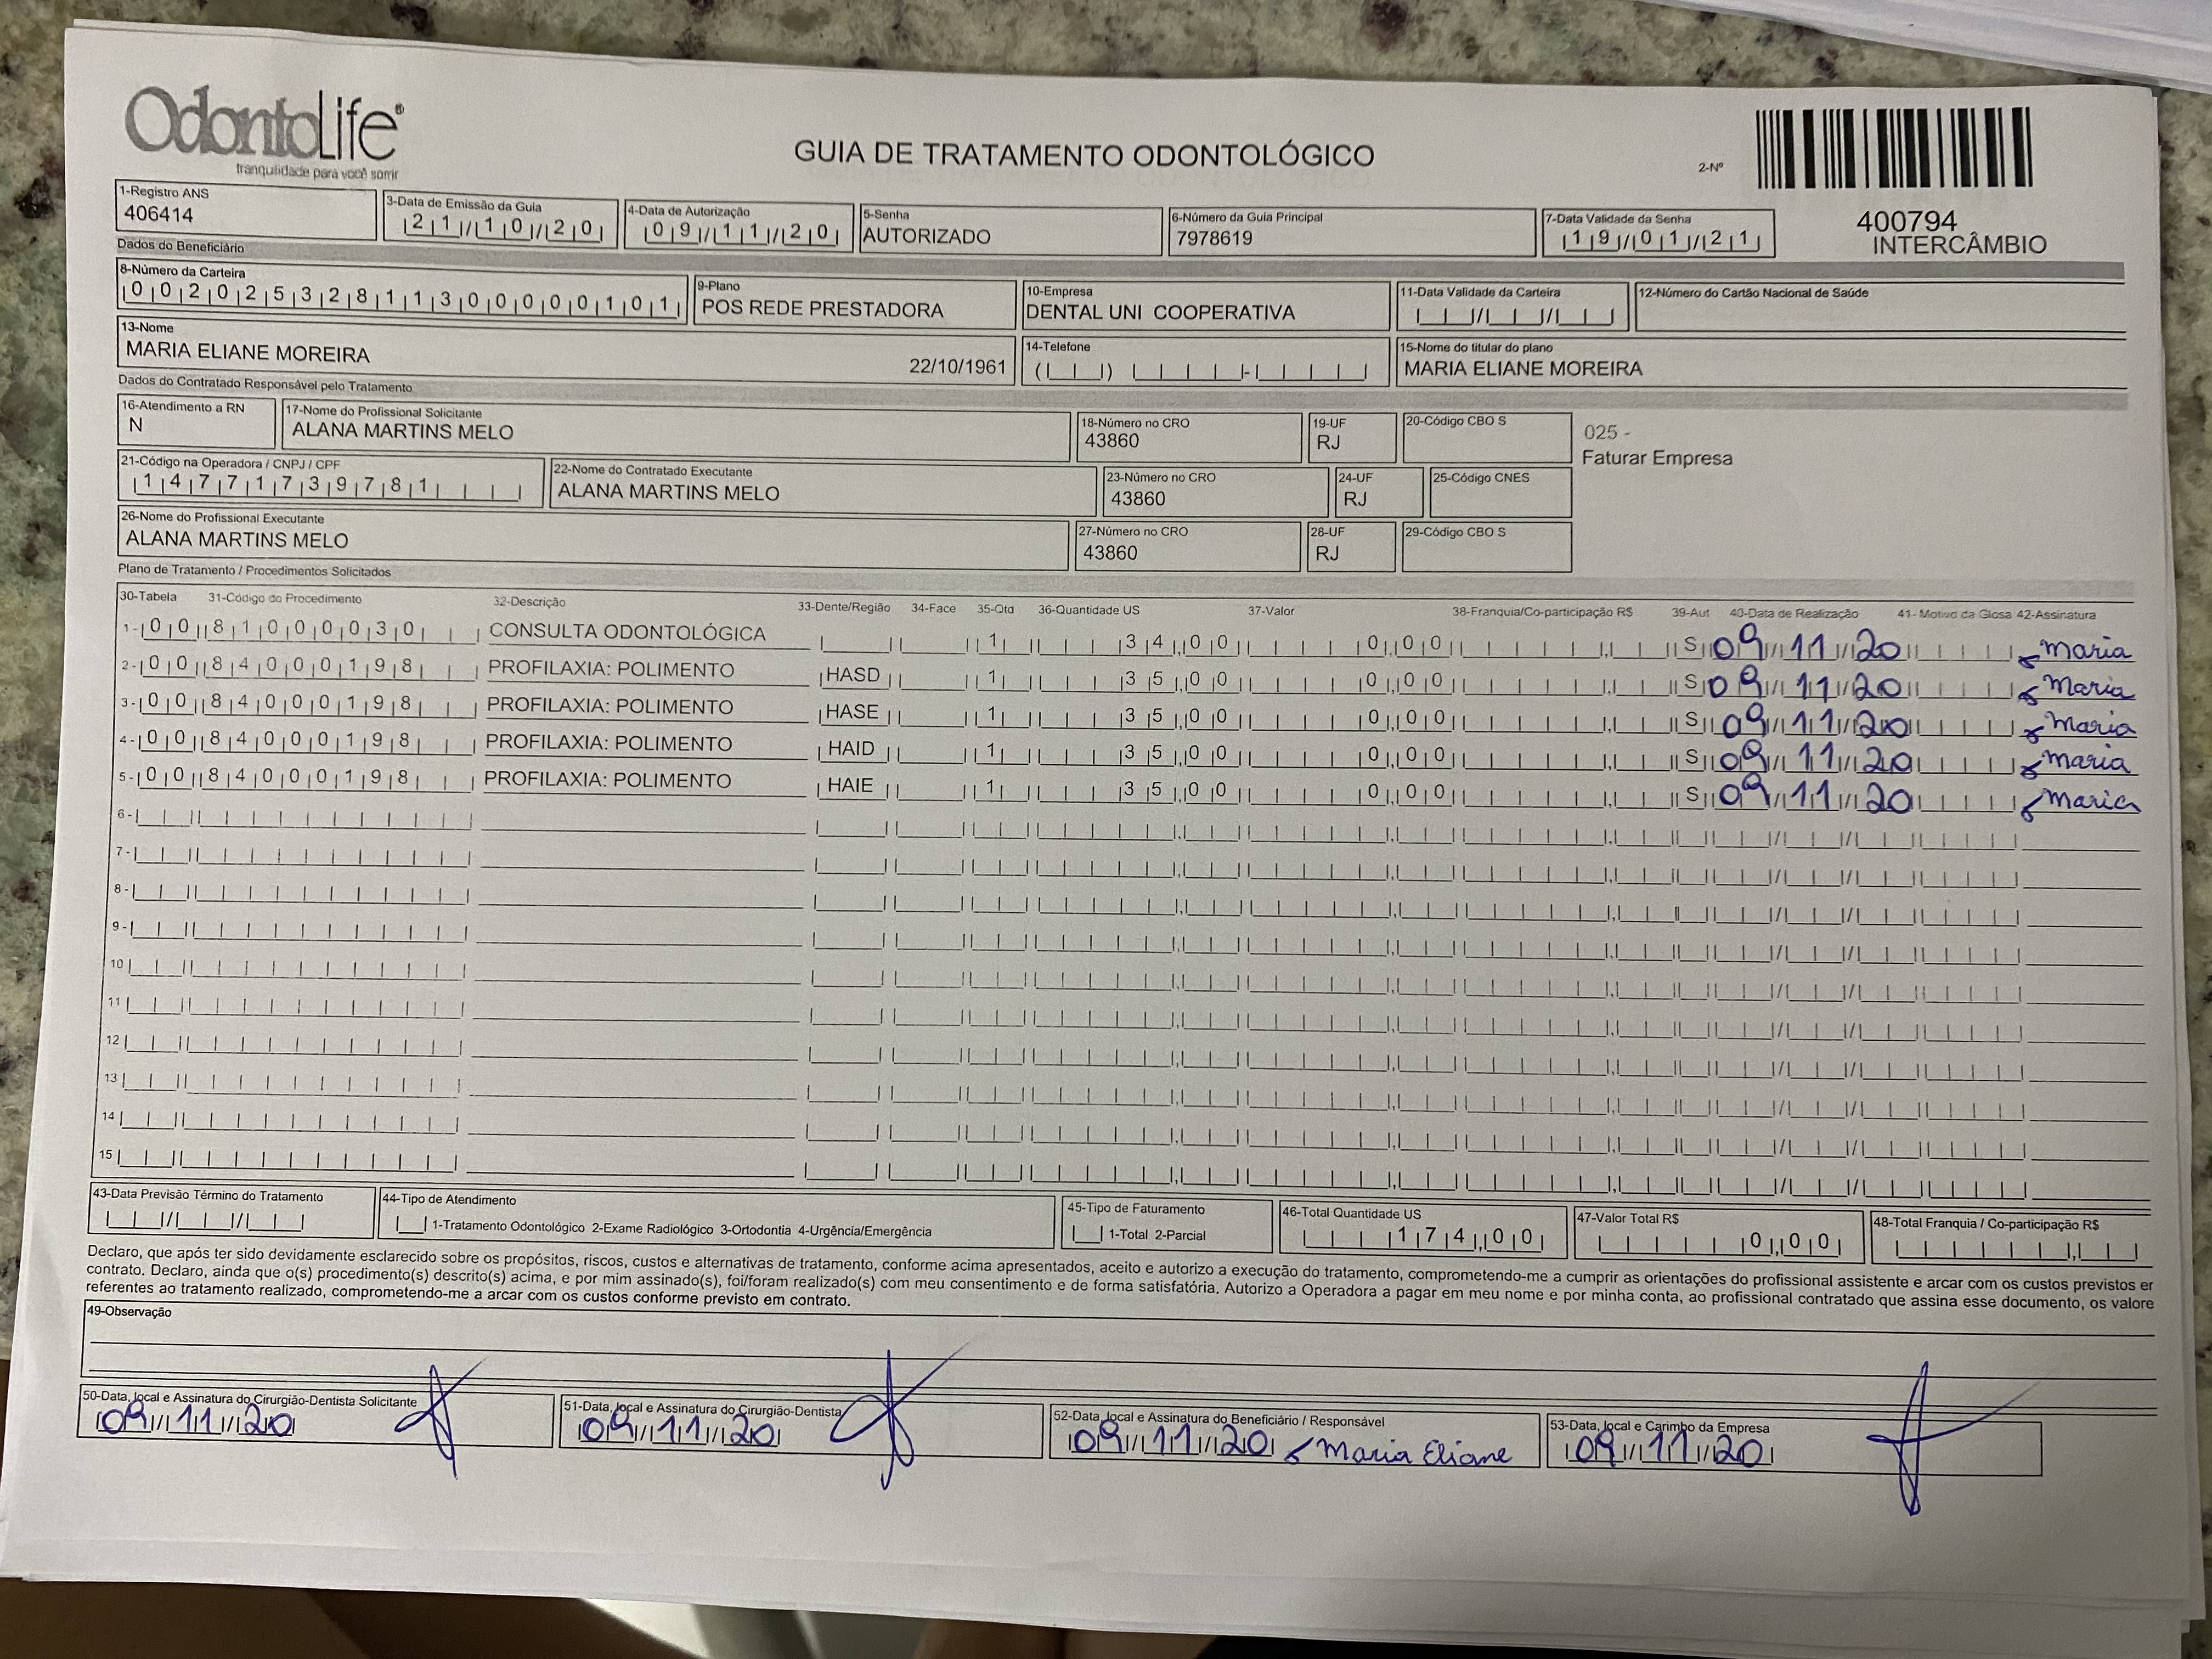 OdontoLife®
tranquilidade para você sorrir
GUIA DE TRATAMENTO ODONTOLÓGICO
2-Nº
400794
INTERCÂMBIO
1-Registro ANS
406414
3-Data de Emissão da Guia
21/10/20
4-Data de Autorização
09/11/20
5-Senha
AUTORIZADO
6-Número da Guia Principal
7978619
7-Data Validade da Senha
19/01/21
Dados do Beneficiário
8-Número da Carteira
00202532811300000101
9-Plano
POS REDE PRESTADORA
10-Empresa
DENTAL UNI COOPERATIVA
11-Data Validade da Carteira
12-Número do Cartão Nacional de Saúde
13-Nome
MARIA ELIANE MOREIRA 22/10/1961
14-Telefone
15-Nome do titular do plano
MARIA ELIANE MOREIRA
Dados do Contratado Responsável pelo Tratamento
16-Atendimento a RN
N
17-Nome do Profissional Solicitante
ALANA MARTINS MELO
18-Número no CRO
43860
19-UF
RJ
20-Código CBO S
025 -
Faturar Empresa
21-Código na Operadora / CNPJ / CPF
14771739781
22-Nome do Contratado Executante
ALANA MARTINS MELO
23-Número no CRO
43860
24-UF
RJ
25-Código CNES
26-Nome do Profissional Executante
ALANA MARTINS MELO
27-Número no CRO
43860
28-UF
RJ
29-Código CBO S
Plano de Tratamento / Procedimentos Solicitados
30-Tabela 31-Código do Procedimento 32-Descrição 33-Dente/Região 34-Face 35-Qtd 36-Quantidade US 37-Valor 38-Franquia/Co-participação R$ 39-Aut 40-Data de Realização 41-Motivo da Glosa 42-Assinatura
1- 00 81000030 CONSULTA ODONTOLÓGICA 1 34,00 0,00 S 09/11/20 Maria
2- 00 84000198 PROFILAXIA: POLIMENTO HASD 1 35,00 0,00 S 09/11/20 Maria
3- 00 84000198 PROFILAXIA: POLIMENTO HASE 1 35,00 0,00 S 09/11/20 Maria
4- 00 84000198 PROFILAXIA: POLIMENTO HAID 1 35,00 0,00 S 09/11/20 Maria
5- 00 84000198 PROFILAXIA: POLIMENTO HAIE 1 35,00 0,00 S 09/11/20 Maria
6-
7-
8-
9-
10
11
12
13
14
15
43-Data Previsão Término do Tratamento
44-Tipo de Atendimento
1-Tratamento Odontológico 2-Exame Radiológico 3-Ortodontia 4-Urgência/Emergência
45-Tipo de Faturamento
1-Total 2-Parcial
46-Total Quantidade US
174,00
47-Valor Total R$
0,00
48-Total Franquia / Co-participação R$
Declaro, que após ter sido devidamente esclarecido sobre os propósitos, riscos, custos e alternativas de tratamento, conforme acima apresentados, aceito e autorizo a execução do tratamento, comprometendo-me a cumprir as orientações do profissional assistente e arcar com os custos previstos er
contrato. Declaro, ainda que o(s) procedimento(s) descrito(s) acima, e por mim assinado(s), foi/foram realizado(s) com meu consentimento e de forma satisfatória. Autorizo a Operadora a pagar em meu nome e por minha conta, ao profissional contratado que assina esse documento, os valore
referentes ao tratamento realizado, comprometendo-me a arcar com os custos conforme previsto em contrato.
49-Observação
50-Data, local e Assinatura do Cirurgião-Dentista Solicitante
09/11/20
51-Data, local e Assinatura do Cirurgião-Dentista
09/11/20
52-Data, local e Assinatura do Beneficiário / Responsável
09/11/20 Maria Eliane
53-Data, local e Carimbo da Empresa
09/11/20